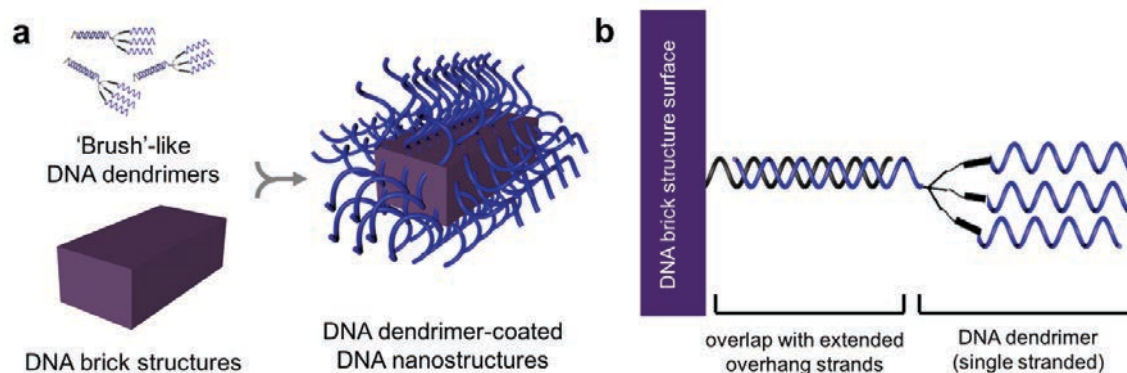 a
'Brush'-like
DNA dendrimers
DNA brick structures
DNA dendrimer-coated
DNA nanostructures
b
DNA brick structure surface
overlap with extended
overhang strands
DNA dendrimer
(single stranded)